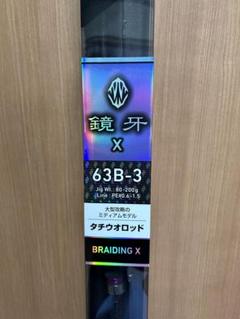 鏡牙
X
63B-3
Jig Wt.: 80-200g
Line : PE#0.6-1.5
大型攻略の
ミディアムモデル
タチウオロッド
BRAIDING X